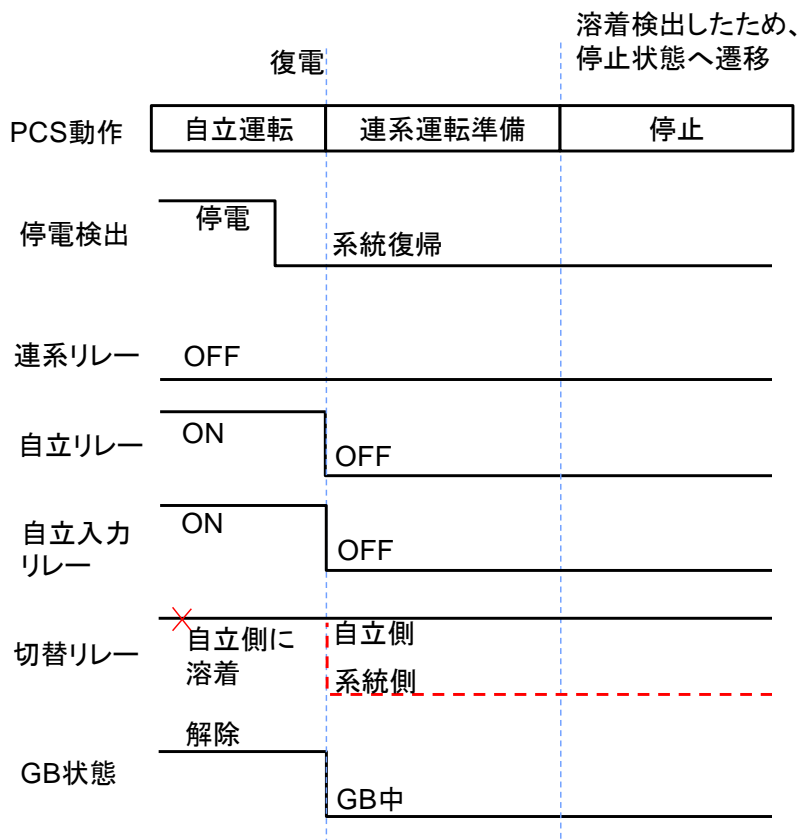 溶着検出したため、
停止状態へ遷移
復電
PCS動作
自立運転
連系運転準備
停止
停電検出
停電
系統復帰
連系リレー
OFF
自立リレー
ON
OFF
自立入力
リレー
ON
OFF
切替リレー
自立側に
溶着
自立側
系統側
GB状態
解除
GB中